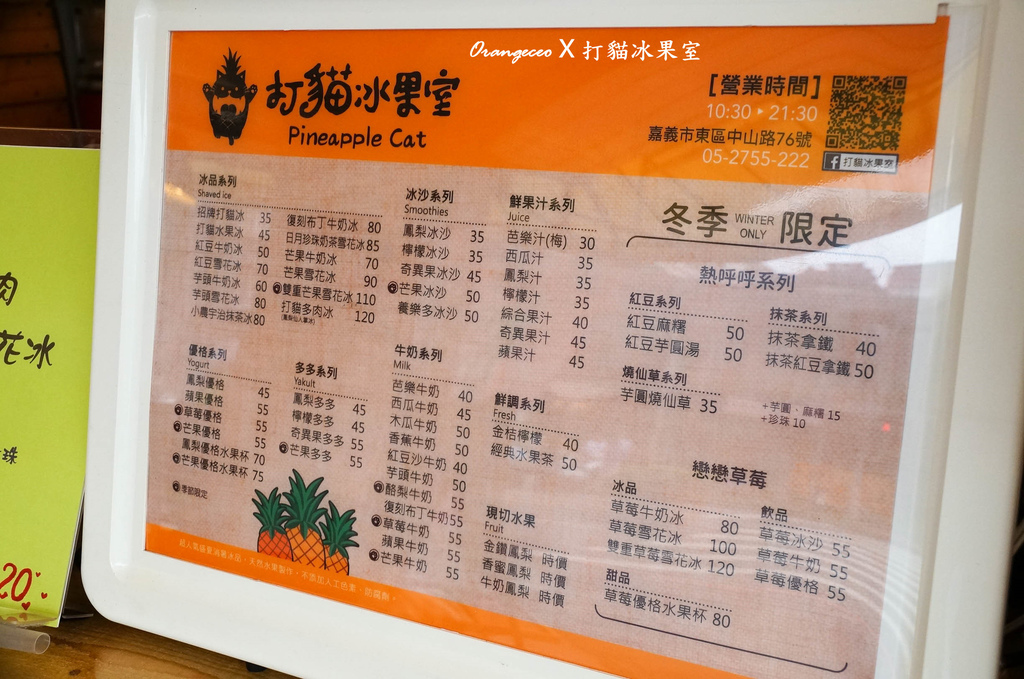 Orangeceo X 打貓冰果室
打貓冰果室
Pineapple Cat
[營業時間]
10:30 ▸ 21:30
嘉義市東區中山路76號
05-2755-222
f 打貓冰果室
冰品系列
Shaved ice
招牌打貓冰 35
打貓水果冰 45
紅豆牛奶冰 50
紅豆雪花冰 70
芋頭牛奶冰 60
芋頭雪花冰 80
小農宇治抹茶冰 80
復刻布丁牛奶冰 80
日月珍珠奶茶雪花冰 85
芒果牛奶冰 70
芒果雪花冰 90
雙重芒果雪花冰 110
打貓多肉冰 120
冰沙系列
Smoothies
鳳梨冰沙 35
檸檬冰沙 35
奇異果冰沙 45
芒果冰沙 50
養樂多冰沙 50
鮮果汁系列
Juice
芭樂汁(梅) 30
西瓜汁 35
鳳梨汁 35
檸檬汁 35
綜合果汁 40
奇異果汁 45
蘋果汁 45
優格系列
Yogurt
鳳梨優格 45
蘋果優格 55
草莓優格 55
芒果優格 55
鳳梨優格水果杯 70
芒果優格水果杯 75
季節限定
多多系列
Yakult
鳳梨多多 45
檸檬多多 45
奇異果多多 55
芒果多多 55
牛奶系列
Milk
芭樂牛奶 40
西瓜牛奶 45
木瓜牛奶 50
香蕉牛奶 50
紅豆沙牛奶 40
芋頭牛奶 50
酪梨牛奶 55
復刻布丁牛奶 55
草莓牛奶 55
蘋果牛奶 55
芒果牛奶 55
鮮調系列
Fresh
金桔檸檬 40
經典水果茶 50
現切水果
Fruit
金鑽鳳梨 時價
香蜜鳳梨 時價
牛奶鳳梨 時價
冬季 WINTER ONLY 限定
熱呼呼系列
紅豆系列
紅豆麻糬 50
紅豆芋圓湯 50
抹茶系列
抹茶拿鐵 40
抹茶紅豆拿鐵 50
燒仙草系列
芋圓燒仙草 35
+芋圓．麻糬 15
+珍珠 10
戀戀草莓
冰品
草莓牛奶冰 80
草莓雪花冰 100
雙重草莓雪花冰 120
飲品
草莓冰沙 55
草莓牛奶 55
草莓優格 55
甜品
草莓優格水果杯 80
肉
花冰
珠
20